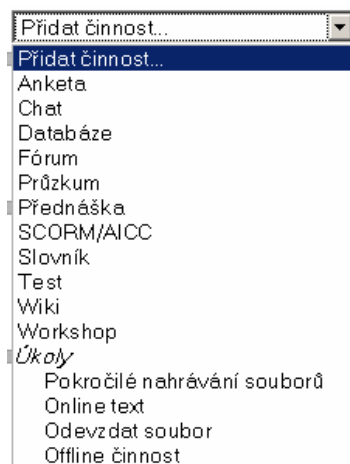 Přidat činnost...
Přidat činnost...
Anketa
Chat
Databáze
Fórum
Průzkum
Přednáška
SCORM/AICC
Slovník
Test
Wiki
Workshop
Úkoly
Pokročilé nahrávání souborů
Online text
Odevzdat soubor
Offline činnost